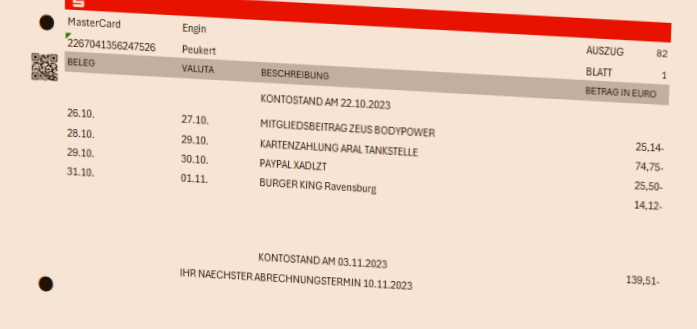 MasterCard Engin
2267041356247526 Peukert AUSZUG 82
BLATT 1
BELEG VALUTA BESCHREIBUNG BETRAG IN EURO
KONTOSTAND AM 22.10.2023
26.10. 27.10. MITGLIEDSBEITRAG ZEUS BODYPOWER 25,14-
28.10. 29.10. KARTENZAHLUNG ARAL TANKSTELLE 74,75-
29.10. 30.10. PAYPAL XADLZT 25,50-
31.10. 01.11. BURGER KING Ravensburg 14,12-
KONTOSTAND AM 03.11.2023 139,51-
IHR NAECHSTER ABRECHNUNGSTERMIN 10.11.2023